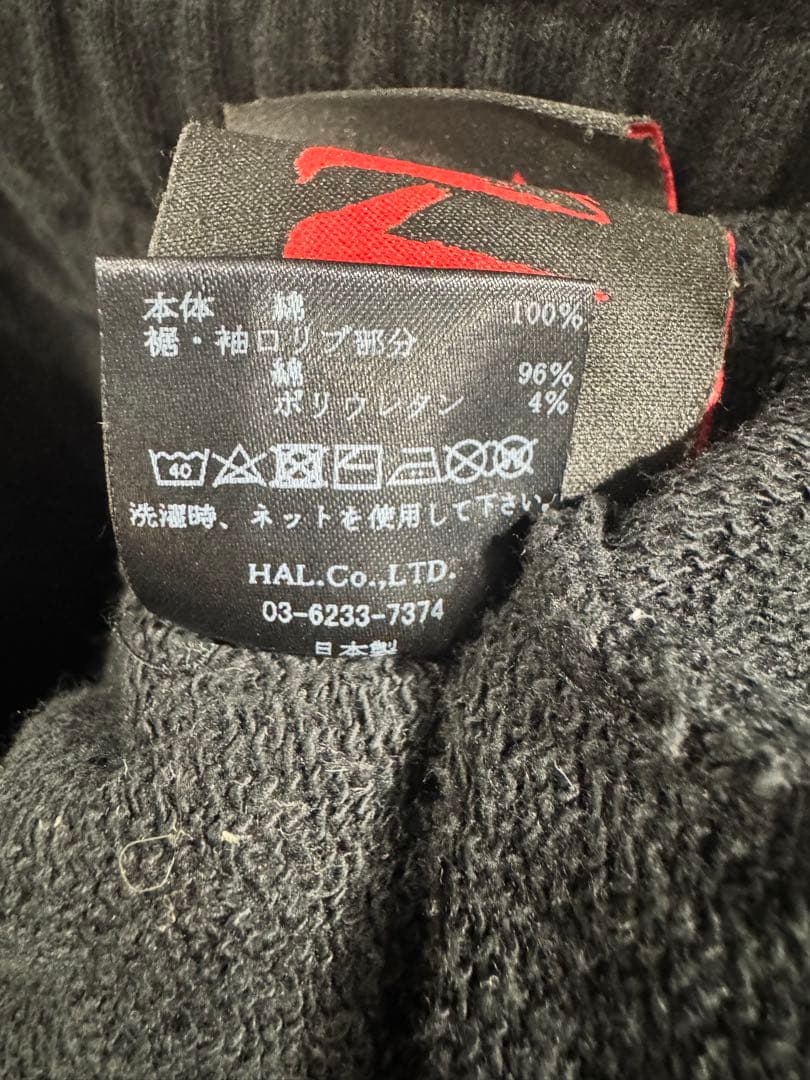 本体 綿 100%
裾・袖口リブ部分
綿 96%
ポリウレタン 4%
40
洗濯時、ネットを使用して下さい。
HAL.Co.,LTD.
03-6233-7374
日本製